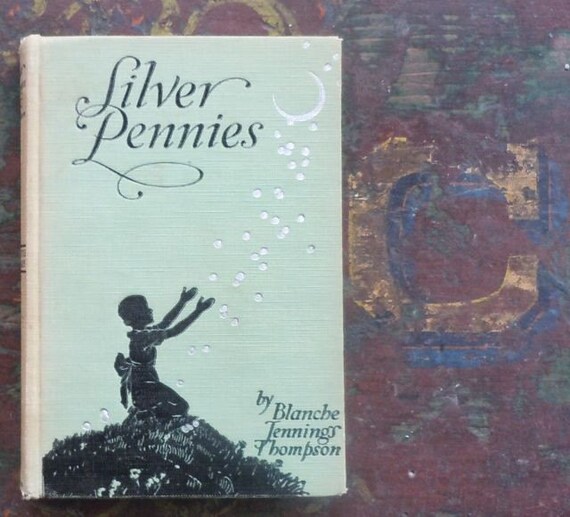 Silver
Pennies
by Blanche
Jennings
Thompson
C